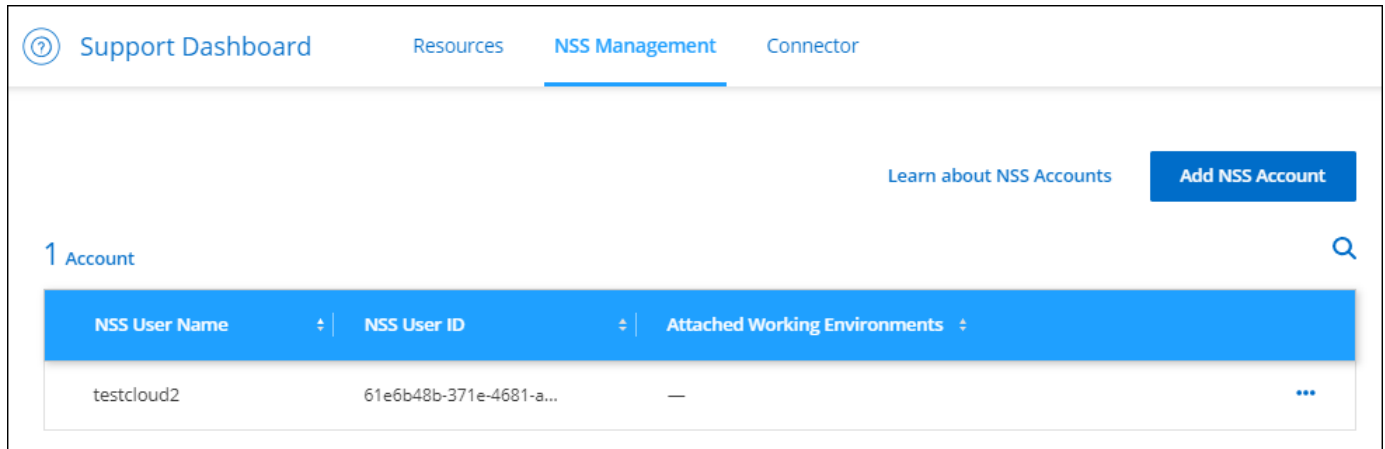 Support Dashboard Resources NSS Management Connector
Learn about NSS Accounts Add NSS Account
1 Account
NSS User Name NSS User ID Attached Working Environments
testcloud2 61e6b48b-371e-4681-a... —